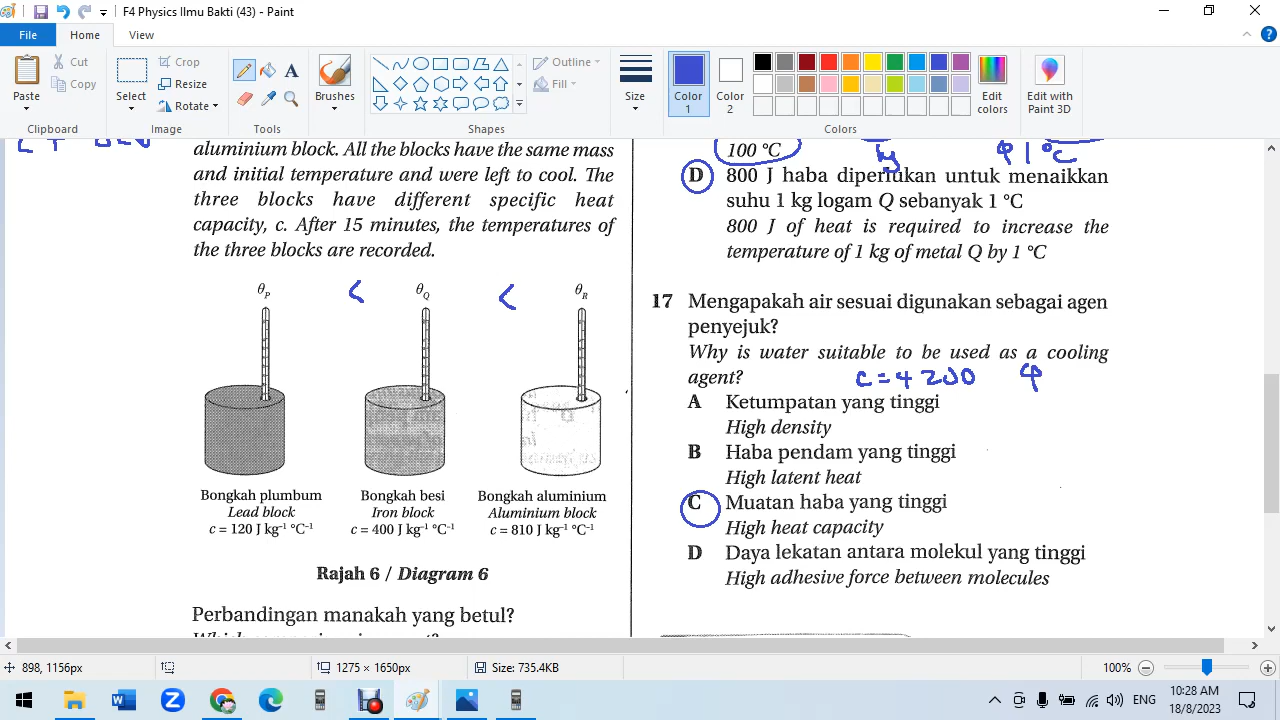 F4 Physics Ilmu Bakti (43) - Paint
File
Home
View
Paste
Cut
Copy
Clipboard
Select
Crop
Resize
Rotate
Image
Tools
Brushes
Shapes
Outline
Fill
Size
Color 1
Color 2
Colors
Edit colors
Edit with Paint 3D
aluminium block. All the blocks have the same mass
and initial temperature and were left to cool. The
three blocks have different specific heat
capacity, c. After 15 minutes, the temperatures of
the three blocks are recorded.
θP < θQ < θR
Bongkah plumbum
Lead block
c = 120 J kg⁻¹ °C⁻¹
Bongkah besi
Iron block
c = 400 J kg⁻¹ °C⁻¹
Bongkah aluminium
Aluminium block
c = 810 J kg⁻¹ °C⁻¹
Rajah 6 / Diagram 6
Perbandingan manakah yang betul?
100 °C
kg
1°C
D 800 J haba diperlukan untuk menaikkan
suhu 1 kg logam Q sebanyak 1 °C
800 J of heat is required to increase the
temperature of 1 kg of metal Q by 1 °C
17 Mengapakah air sesuai digunakan sebagai agen
penyejuk?
Why is water suitable to be used as a cooling
agent?
c = 4200
A Ketumpatan yang tinggi
High density
B Haba pendam yang tinggi
High latent heat
C Muatan haba yang tinggi
High heat capacity
D Daya lekatan antara molekul yang tinggi
High adhesive force between molecules
898, 1156px
1275 × 1650px
Size: 735.4KB
100%
ENG
10:28 AM
18/8/2023